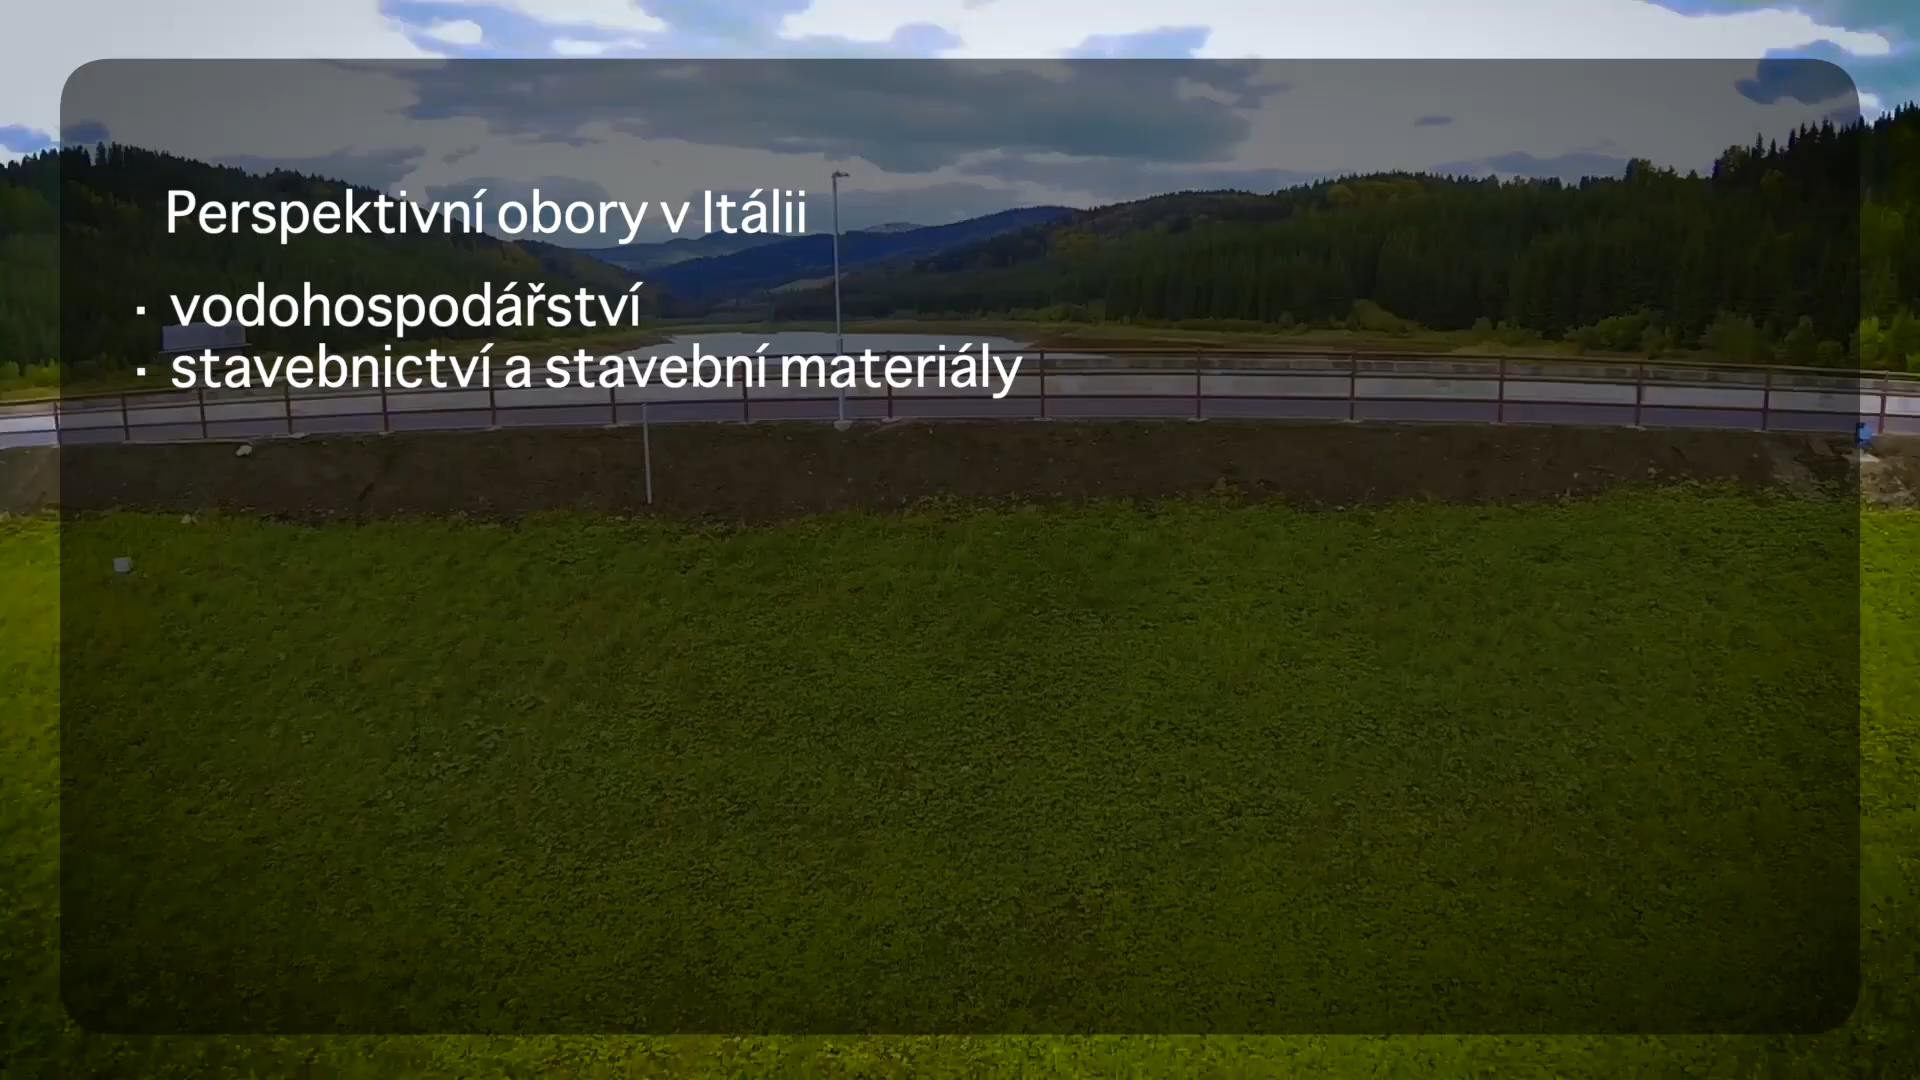 Perspektivní obory v Itálii
· vodohospodářství
· stavebnictví a stavební materiály